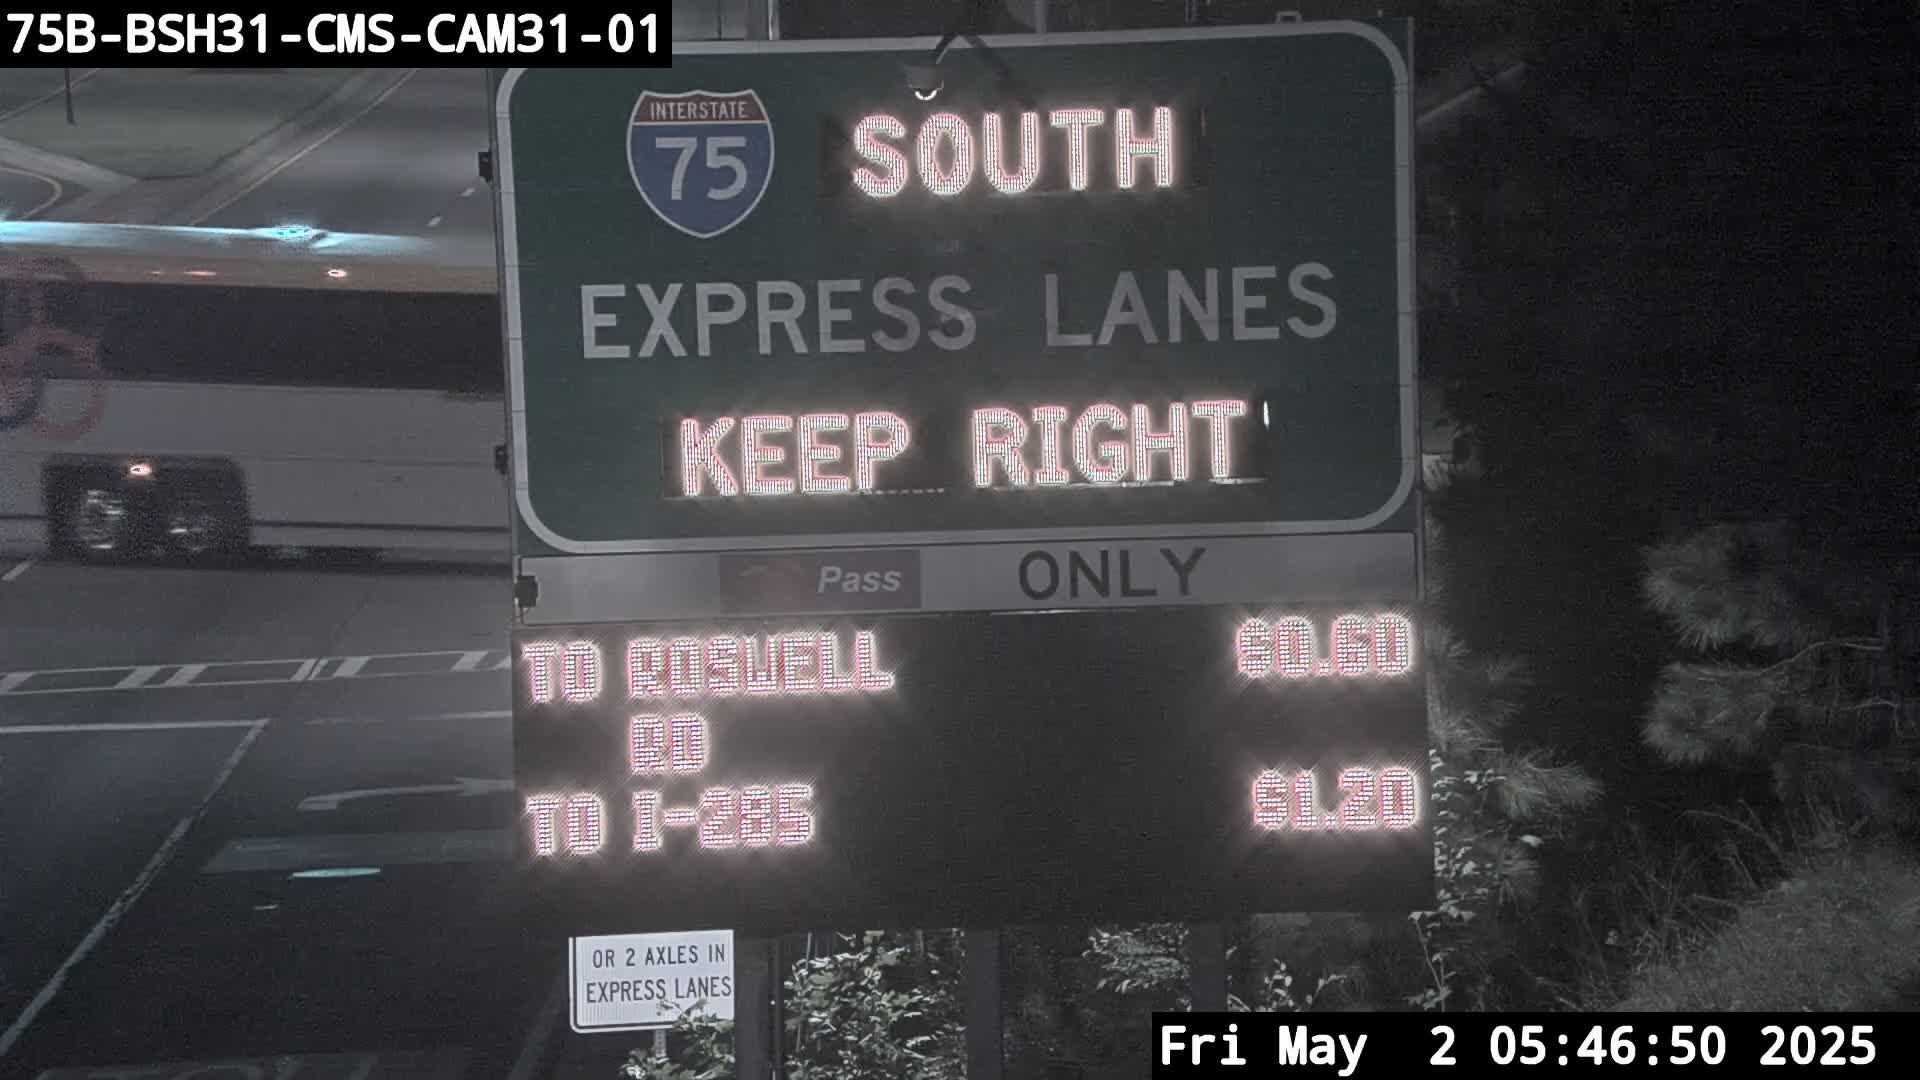 75B-BSH31-CMS-CAM31-01
INTERSTATE
75
SOUTH
EXPRESS LANES
KEEP RIGHT
Pass ONLY
TO ROSWELL $0.60
RD
TO I-285 $1.20
OR 2 AXLES IN
EXPRESS LANES
Fri May 2 05:46:50 2025